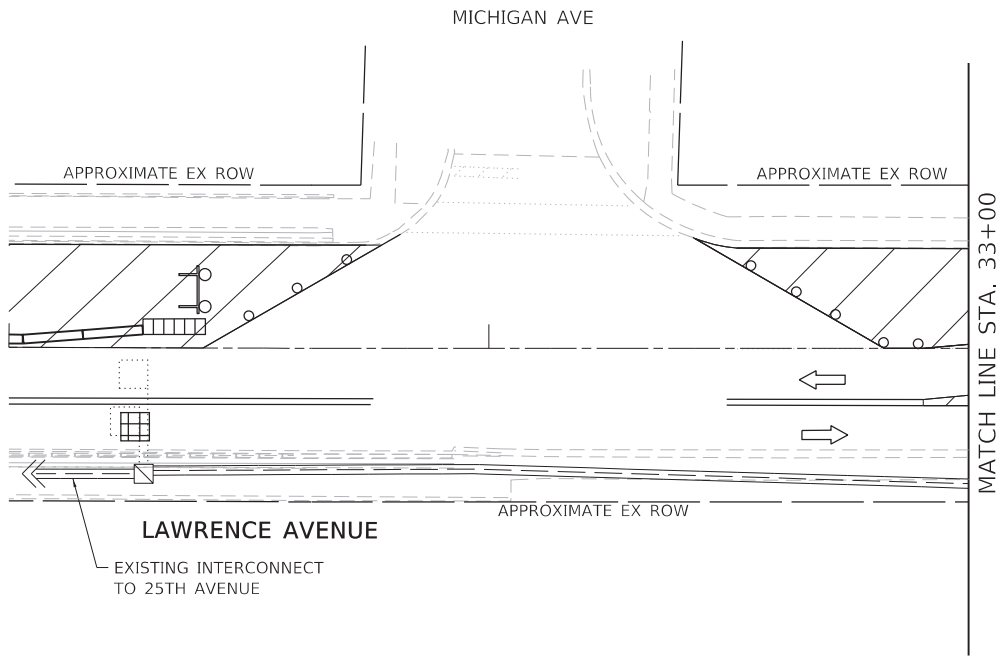 MICHIGAN AVE
APPROXIMATE EX ROW
APPROXIMATE EX ROW
MATCH LINE STA. 33+00
APPROXIMATE EX ROW
LAWRENCE AVENUE
EXISTING INTERCONNECT
TO 25TH AVENUE